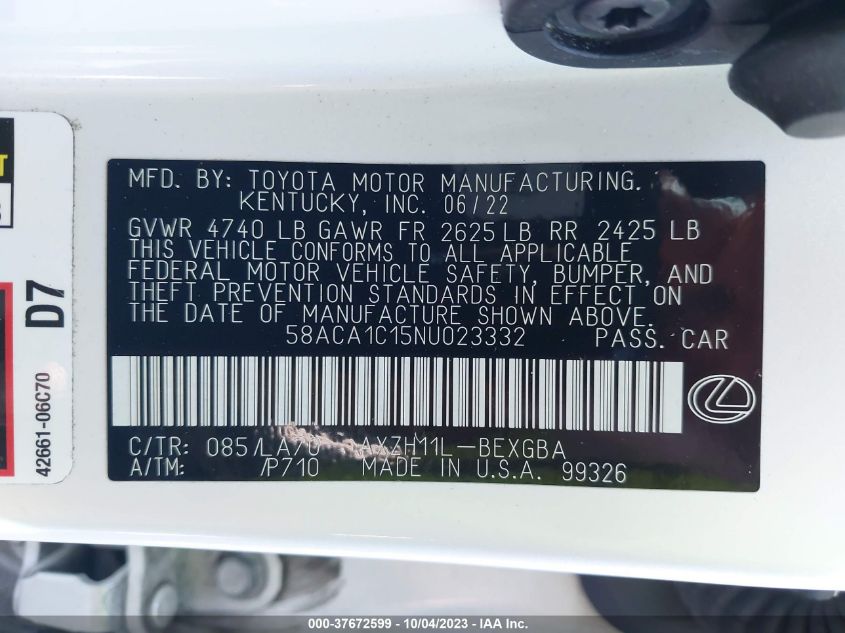 MFD. BY: TOYOTA MOTOR MANUFACTURING.
KENTUCKY, INC. 06/22
GVWR 4740 LB GAWR FR 2625 LB RR 2425 LB
THIS VEHICLE CONFORMS TO ALL APPLICABLE
FEDERAL MOTOR VEHICLE SAFETY, BUMPER, AND
THEFT PREVENTION STANDARDS IN EFFECT ON
THE DATE OF MANUFACTURE SHOWN ABOVE.
58ACA1C15NU023332 PASS. CAR
C/TR: 085/LA70 AXZHM1L-BEXGBA
A/TM: /P710 MADE IN U.S.A. 99326
D7
42661-06C70
000-37672599 - 10/04/2023 - IAA Inc.